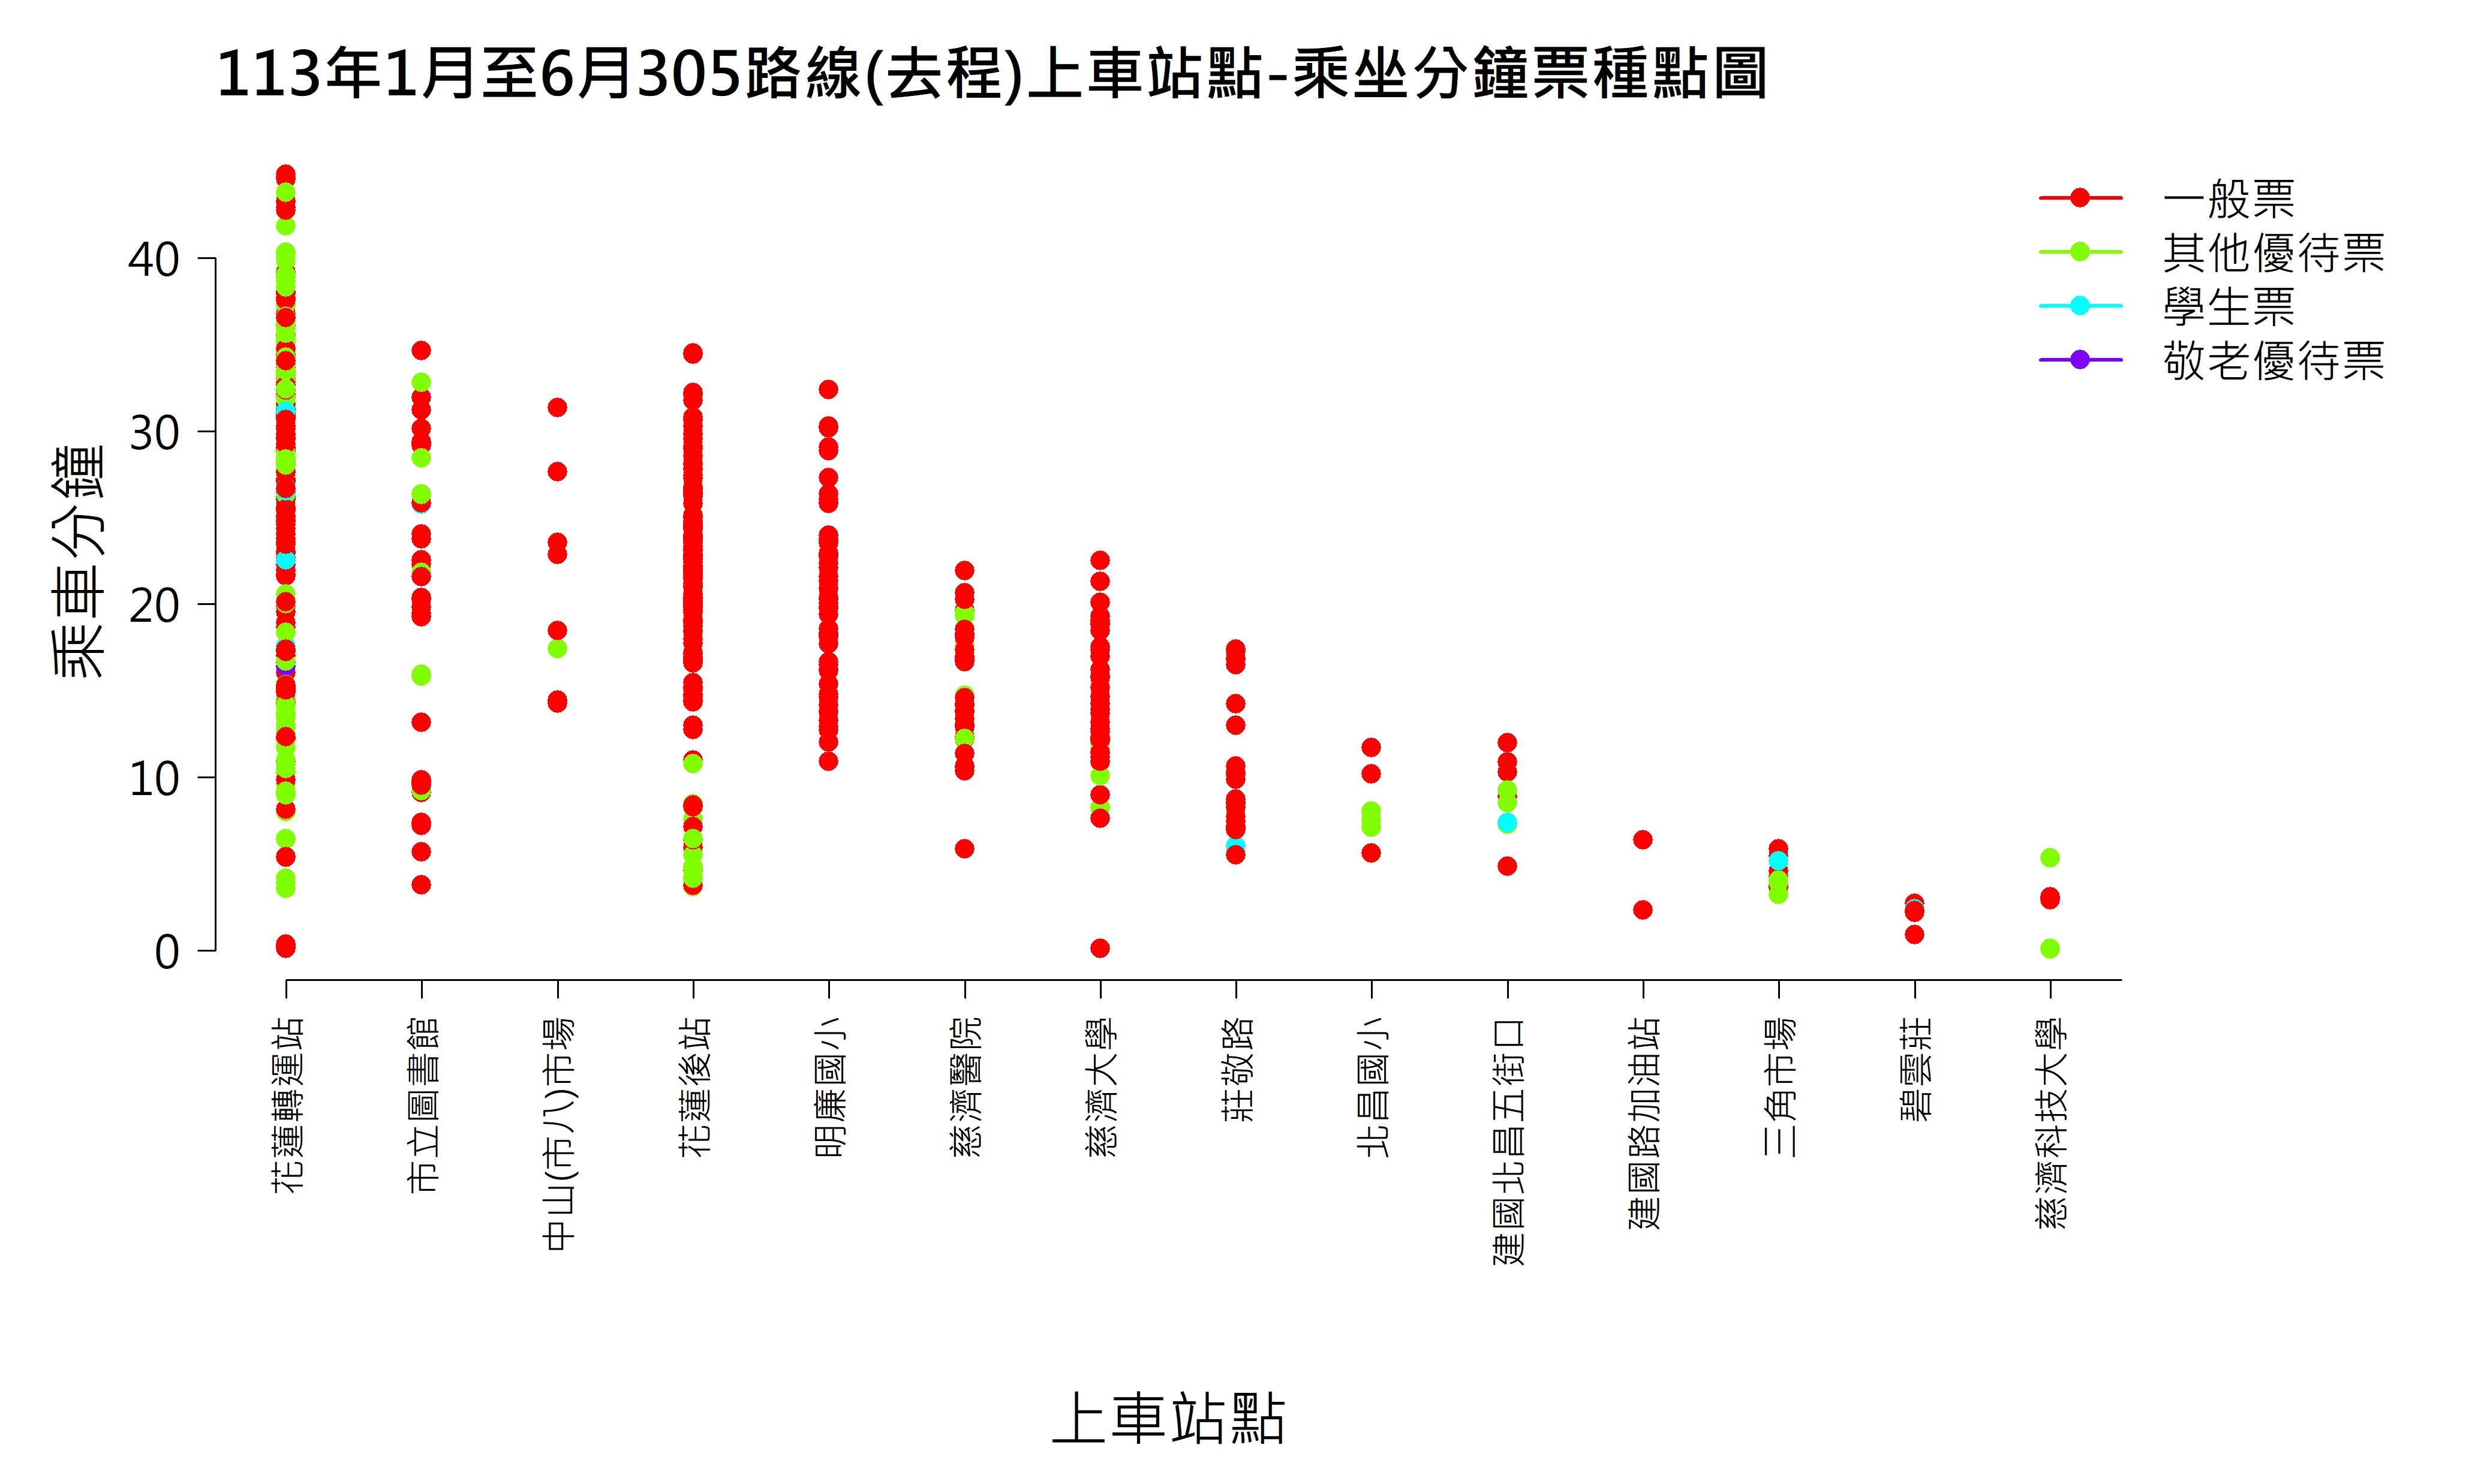 113年1月至6月305路線(去程)上車站點-乘坐分鐘票種點圖
一般票
其他優待票
學生票
敬老優待票
乘車分鐘
40
30
20
10
0
花蓮轉運站
市立圖書館
中山(市八)市場
花蓮後站
明廉國小
慈濟醫院
慈濟大學
莊敬路
北昌國小
建國北昌五街口
建國路加油站
三角市場
碧雲莊
慈濟科技大學
上車站點